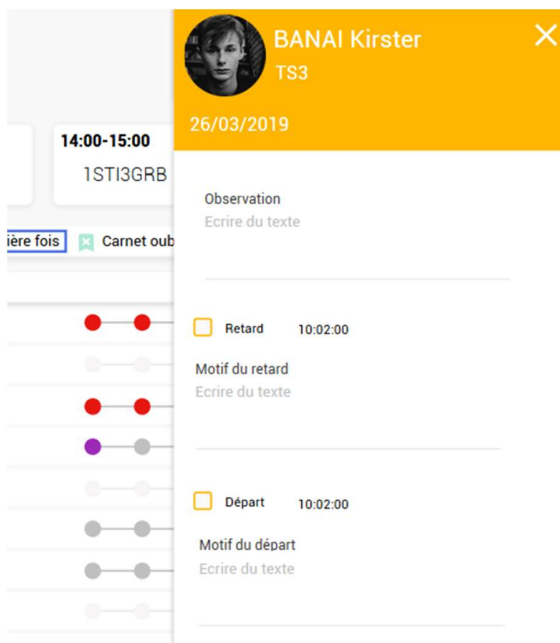 BANAI Kirster
TS3
26/03/2019
14:00-15:00
1STI3GRB
ière fois
Carnet oub
Observation
Ecrire du texte
Retard 10:02:00
Motif du retard
Ecrire du texte
Départ 10:02:00
Motif du départ
Ecrire du texte